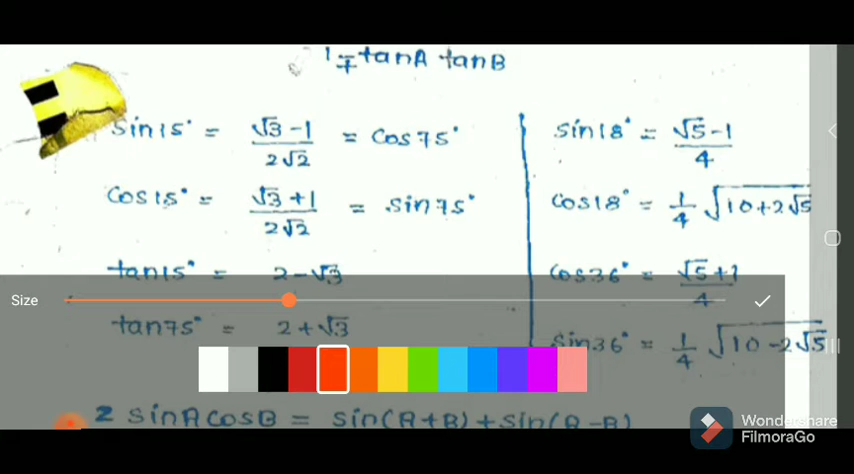 1∓tanA tanB
sin15° = √3-1/2√2 = cos75°
cos15° = √3+1/2√2 = sin75°
tan15° = 2-√3
tan75° = 2+√3
sin18° = √5-1/4
cos18° = 1/4 √10+2√5
cos36° = √5+1/4
sin36° = 1/4 √10-2√5
Size
2 sinA cosB = sin(A+B)+sin(A-B)
Wondershare
FilmoraGo